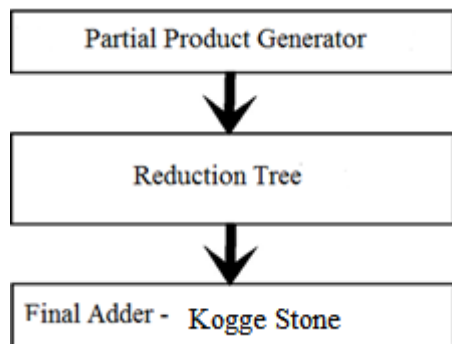 Partial Product Generator
Reduction Tree
Final Adder - Kogge Stone